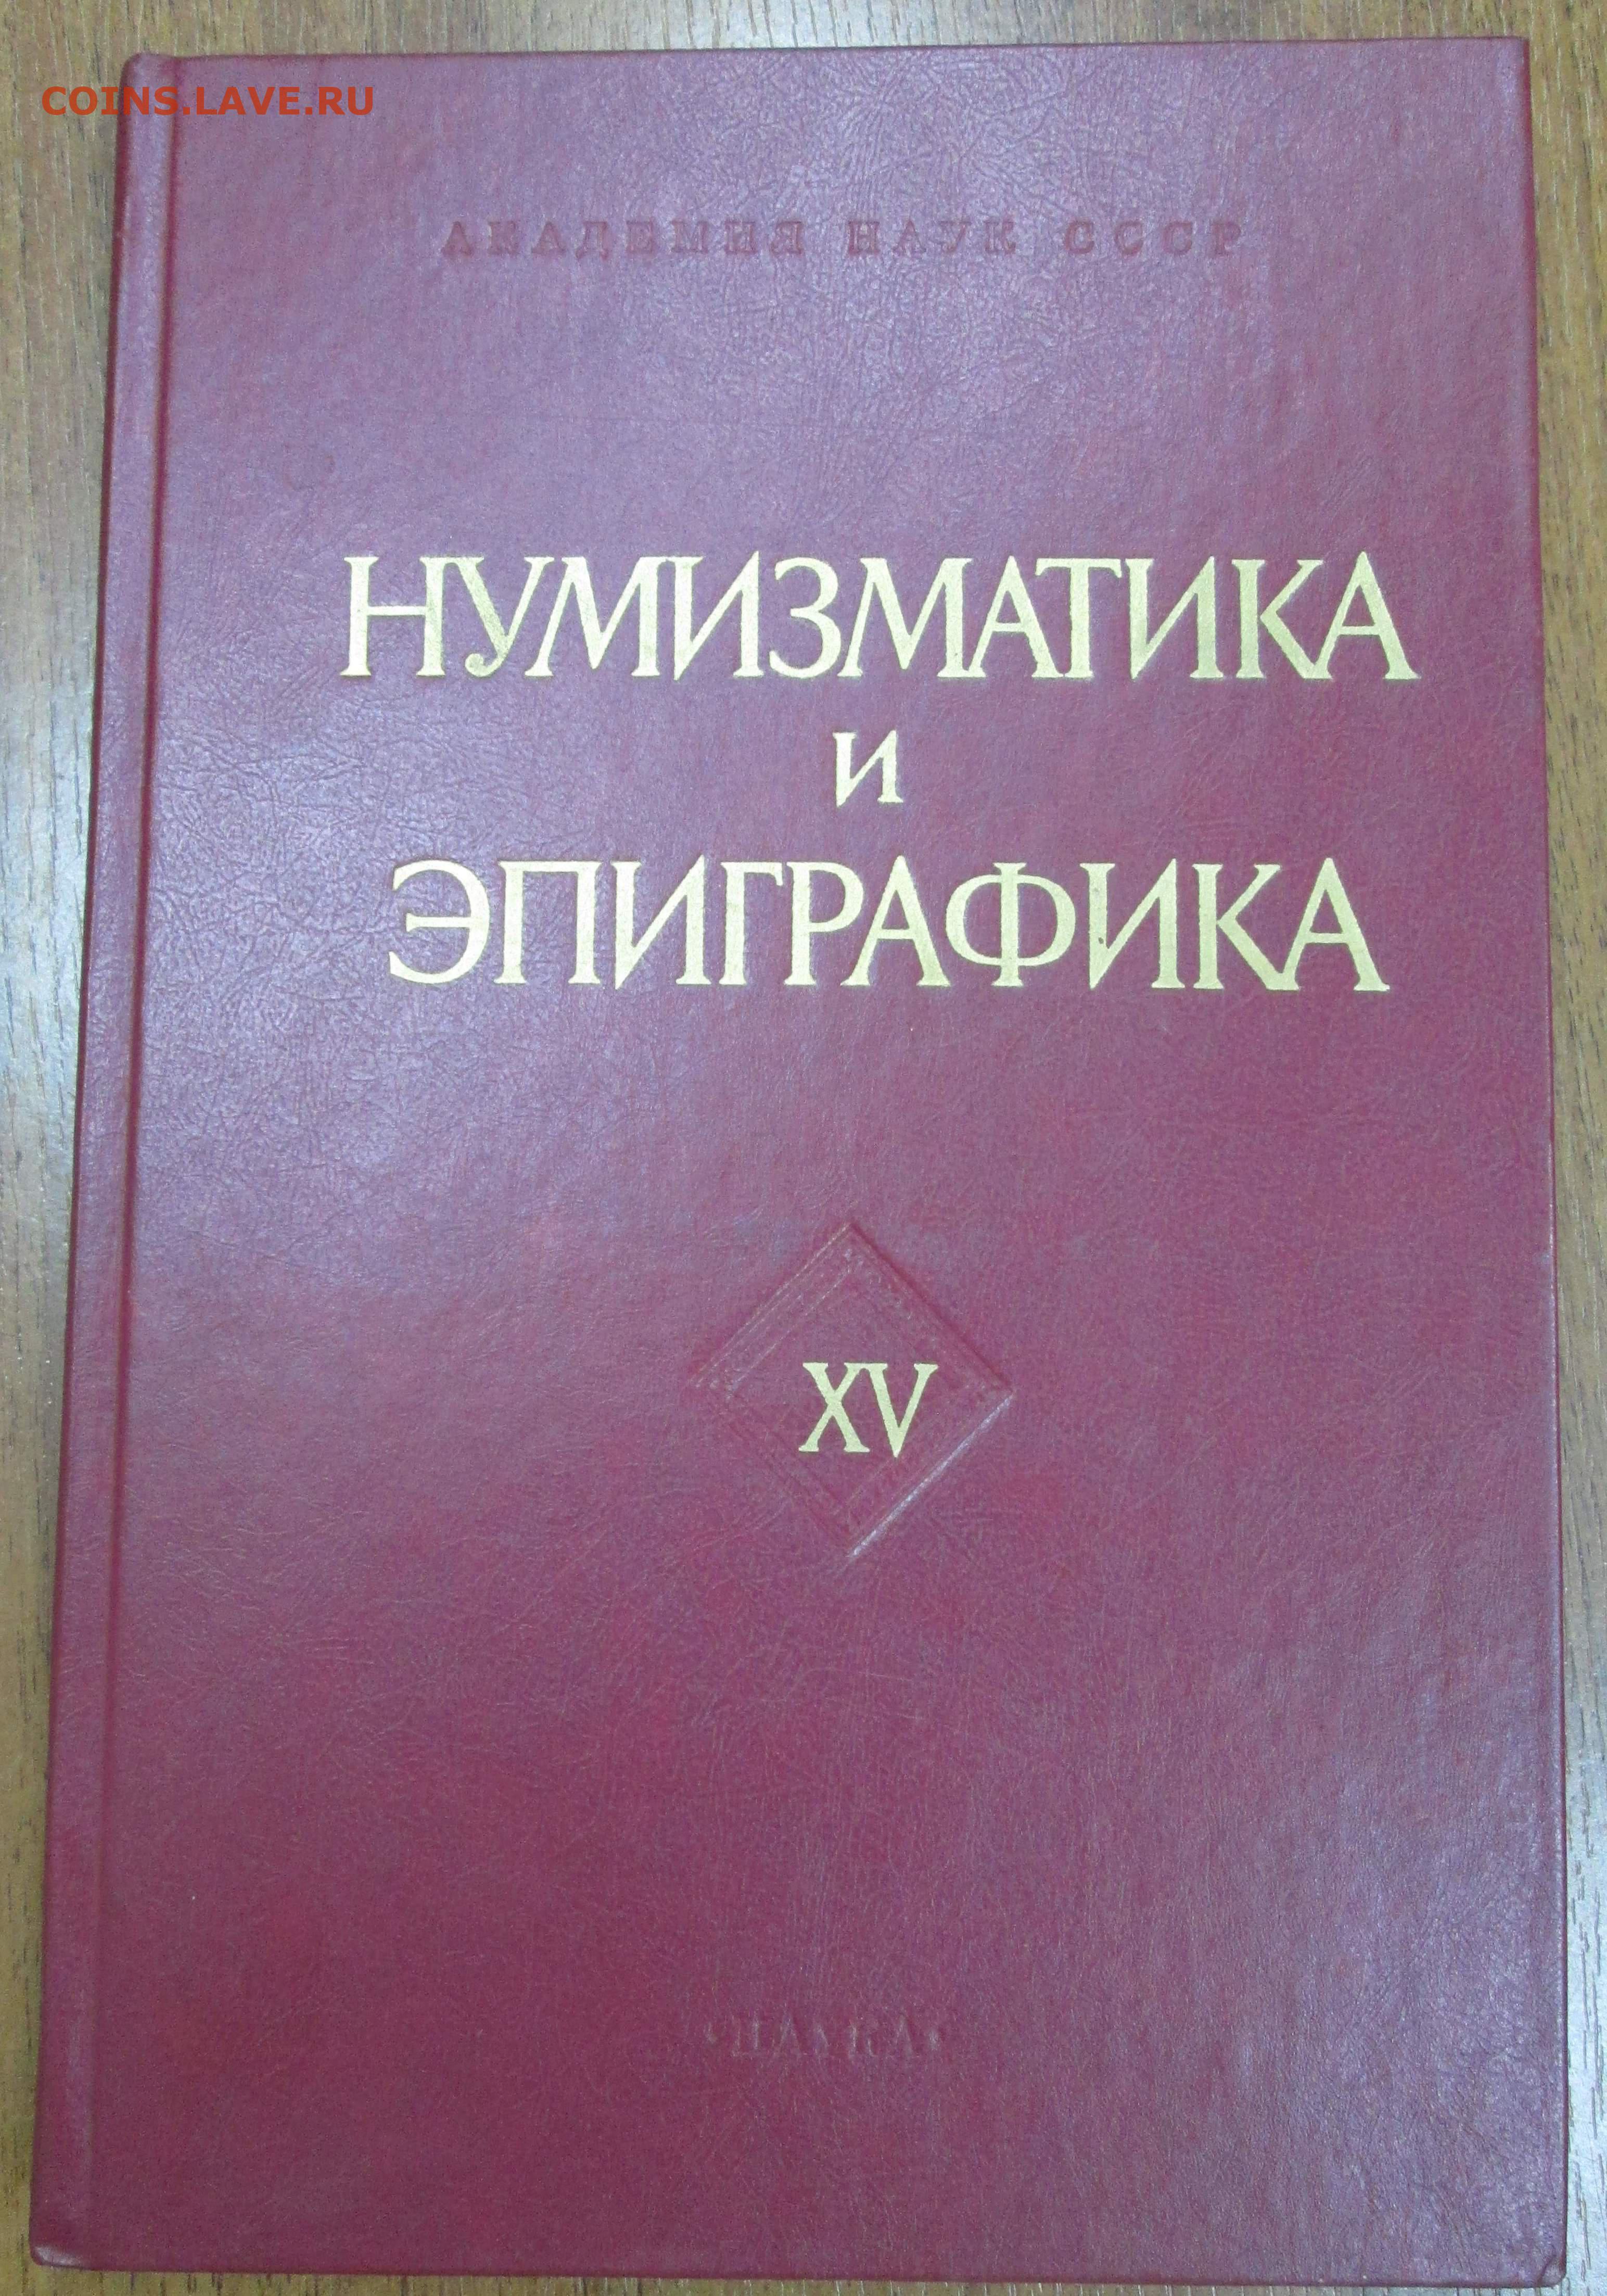 COINS.LAVE.RU
АКАДЕМИЯ НАУК СССР
НУМИЗМАТИКА
И
ЭПИГРАФИКА
XV
«НАУКА»